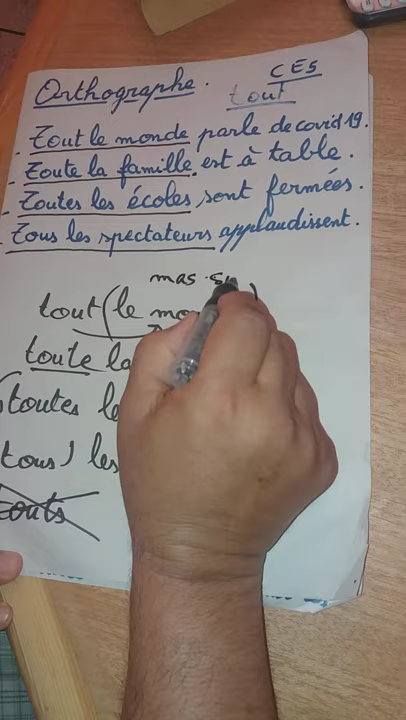 Orthographe. CE5
tout
- Tout le monde parle de covid 19.
- Toute la famille est à table.
- Toutes les écoles sont fermées.
- Tous les spectateurs applaudissent.
mas.
tout (le
toute la
(toutes le
tous) les
touts